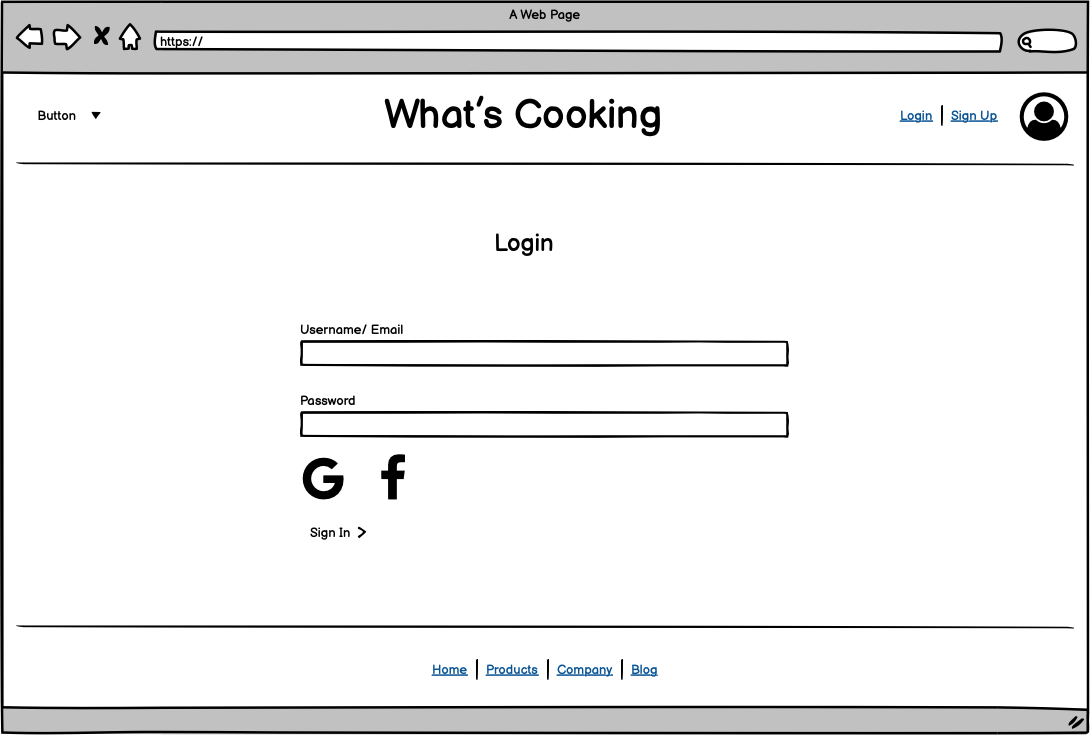 A Web Page
https://
Button
What's Cooking
Login Sign Up
Login
Username/ Email
Password
G f
Sign In
Home Products Company Blog